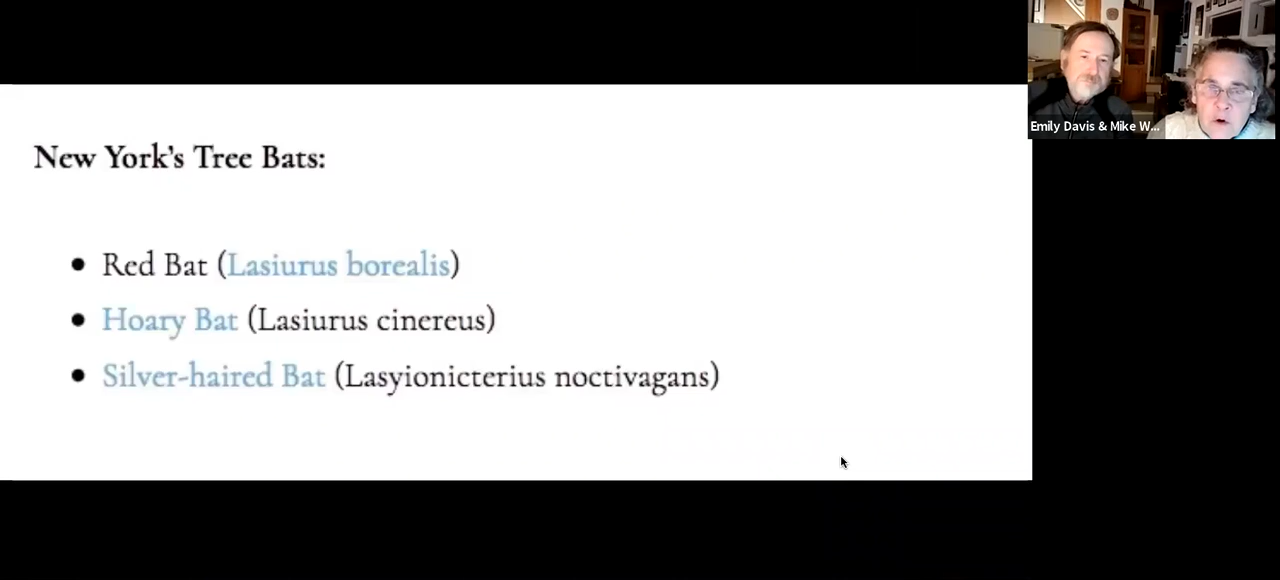 New York’s Tree Bats:
Red Bat (Lasiurus borealis)
Hoary Bat (Lasiurus cinereus)
Silver-haired Bat (Lasyionicterius noctivagans)
Emily Davis & Mike W...